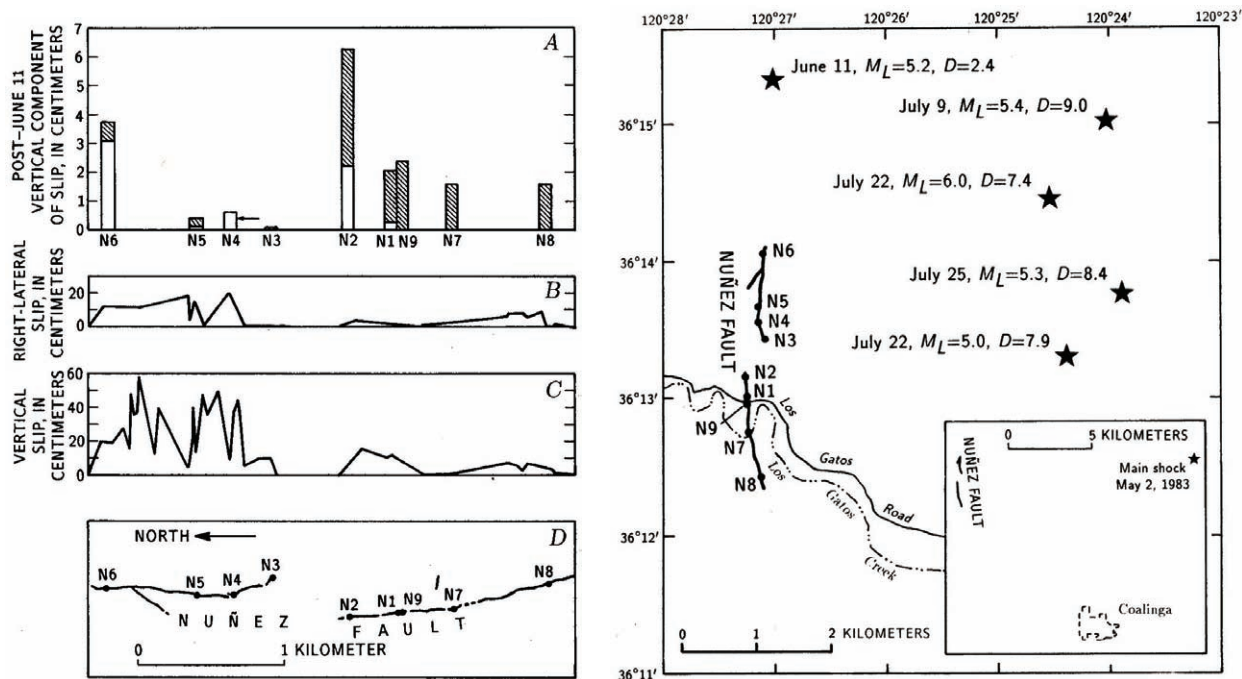 POST–JUNE 11
VERTICAL COMPONENT
OF SLIP, IN CENTIMETERS
7
6
5
4
3
2
1
0
A
N6
N5
N4
N3
N2
N1
N9
N7
N8
RIGHT-LATERAL
SLIP, IN
CENTIMETERS
20
0
B
VERTICAL
SLIP, IN
CENTIMETERS
60
40
20
0
C
D
NORTH
N6
N5
N4
N3
N2
N1
N9
N7
N8
NUÑEZ
FAULT
0
1 KILOMETER
120°28′
120°27′
120°26′
120°25′
120°24′
120°23′
36°15′
36°14′
36°13′
36°12′
36°11′
June 11, ML=5.2, D=2.4
July 9, ML=5.4, D=9.0
July 22, ML=6.0, D=7.4
July 25, ML=5.3, D=8.4
July 22, ML=5.0, D=7.9
NUÑEZ FAULT
N6
N5
N4
N3
N2
N1
N9
N7
N8
Los
Gatos
Road
Los
Gatos
Creek
0 1 2 KILOMETERS
0 5 KILOMETERS
NUÑEZ FAULT
Main shock
May 2, 1983
Coalinga